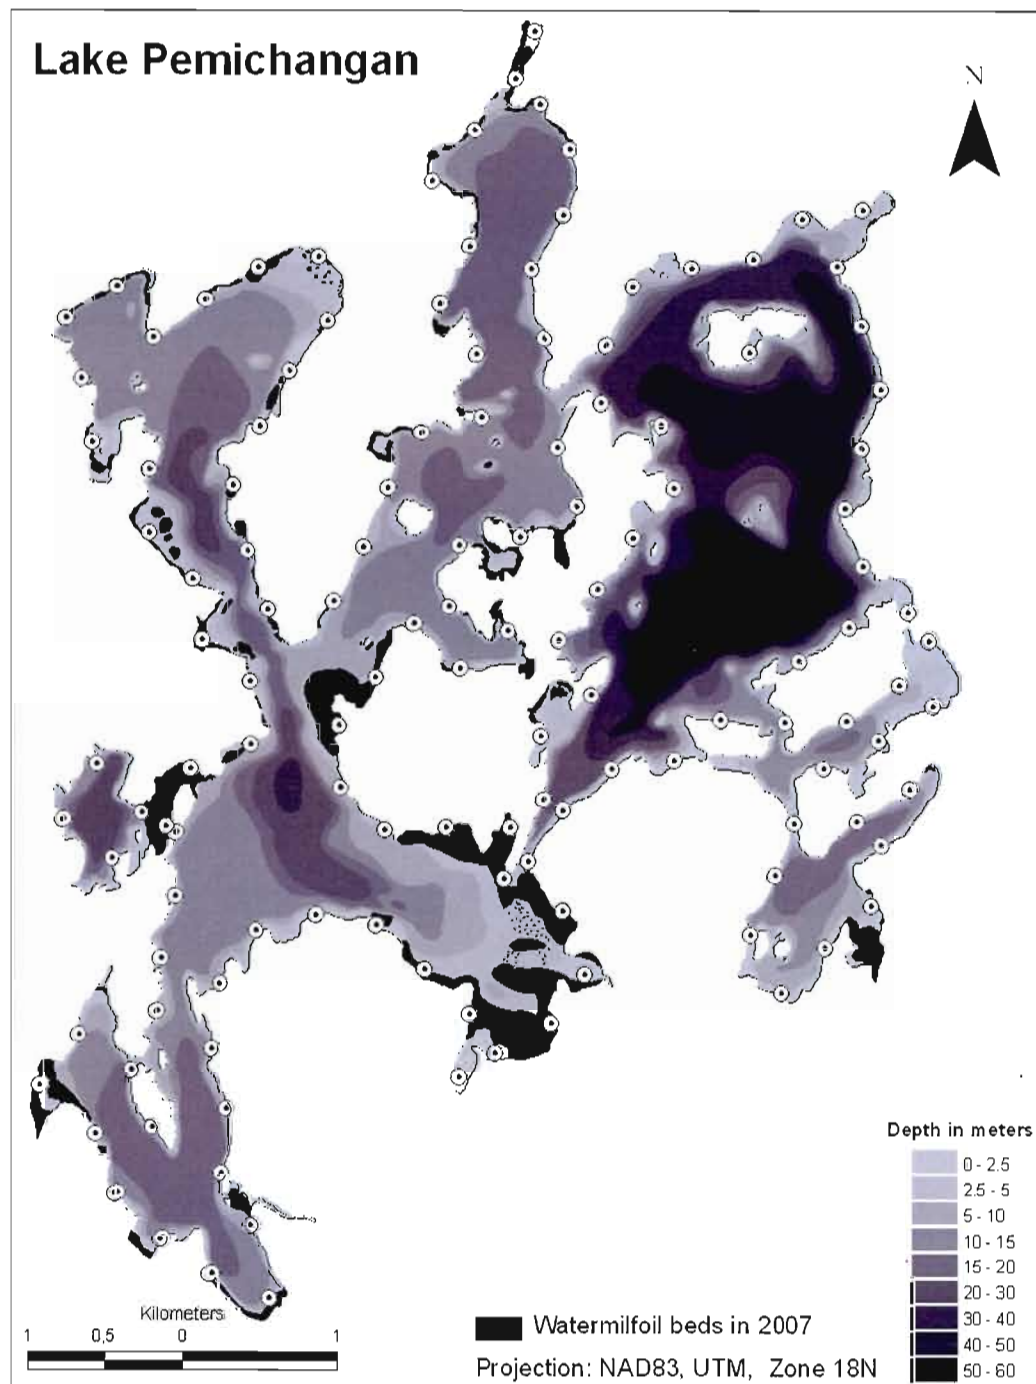 Lake Pemichangan
N
Depth in meters
0 - 2.5
2.5 - 5
5 - 10
10 - 15
15 - 20
20 - 30
30 - 40
40 - 50
50 - 60
Kilometers
1 0,5 0 1
Watermilfoil beds in 2007
Projection: NAD83, UTM, Zone 18N